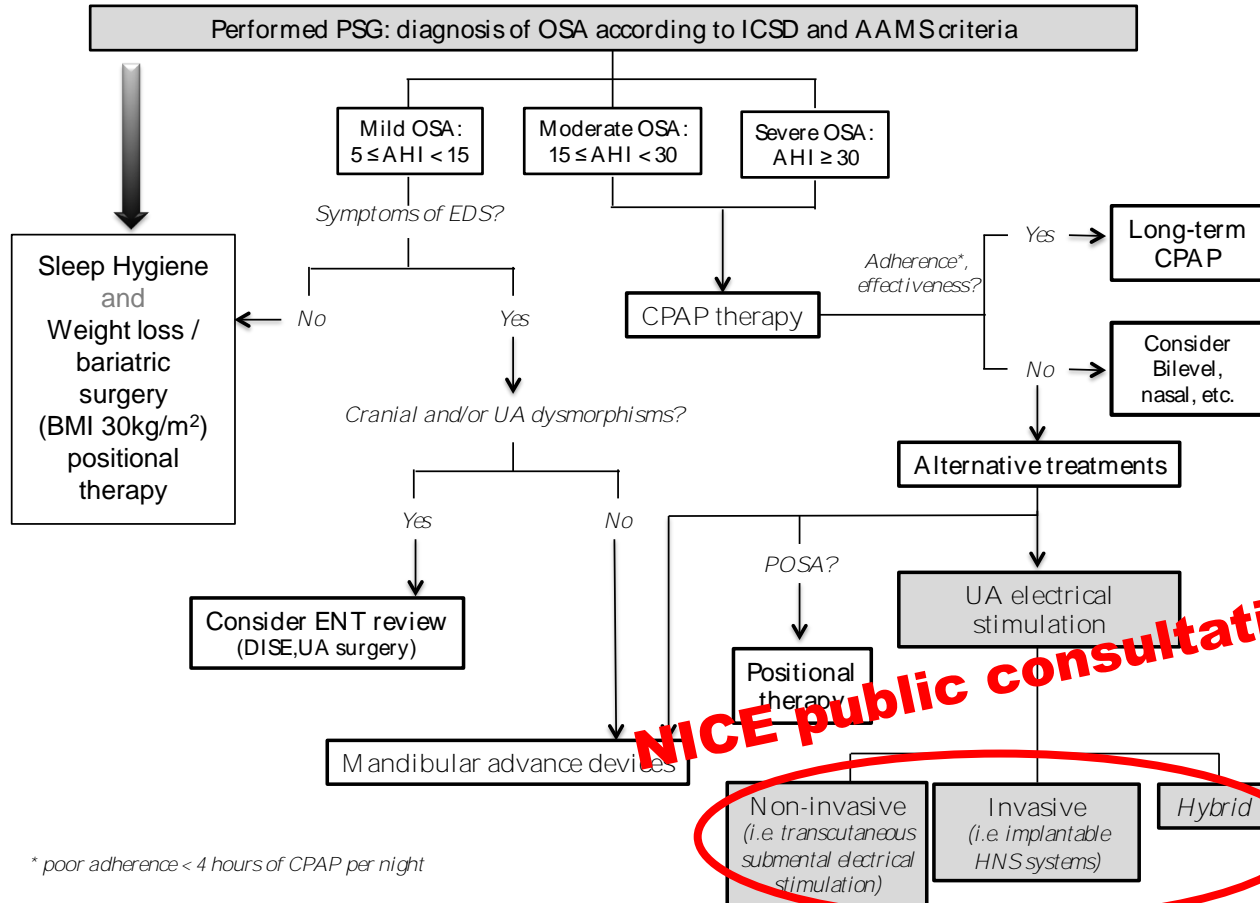 Performed PSG: diagnosis of OSA according to ICSD and AAMS criteria
Mild OSA:
5 ≤ AHI < 15
Moderate OSA:
15 ≤ AHI < 30
Severe OSA:
AHI ≥ 30
Symptoms of EDS?
No
Yes
Sleep Hygiene
and
Weight loss /
bariatric
surgery
(BMI 30kg/m²)
positional
therapy
CPAP therapy
Adherence*,
effectiveness?
Yes
Long-term
CPAP
No
Consider
Bilevel,
nasal, etc.
Cranial and/or UA dysmorphisms?
Yes
No
Alternative treatments
Consider ENT review
(DISE,UA surgery)
POSA?
UA electrical
stimulation
Positional
therapy
Mandibular advance devices
NICE public consultati
Non-invasive
(i.e. transcutaneous
submental electrical
stimulation)
Invasive
(i.e. implantable
HNS systems)
Hybrid
* poor adherence < 4 hours of CPAP per night